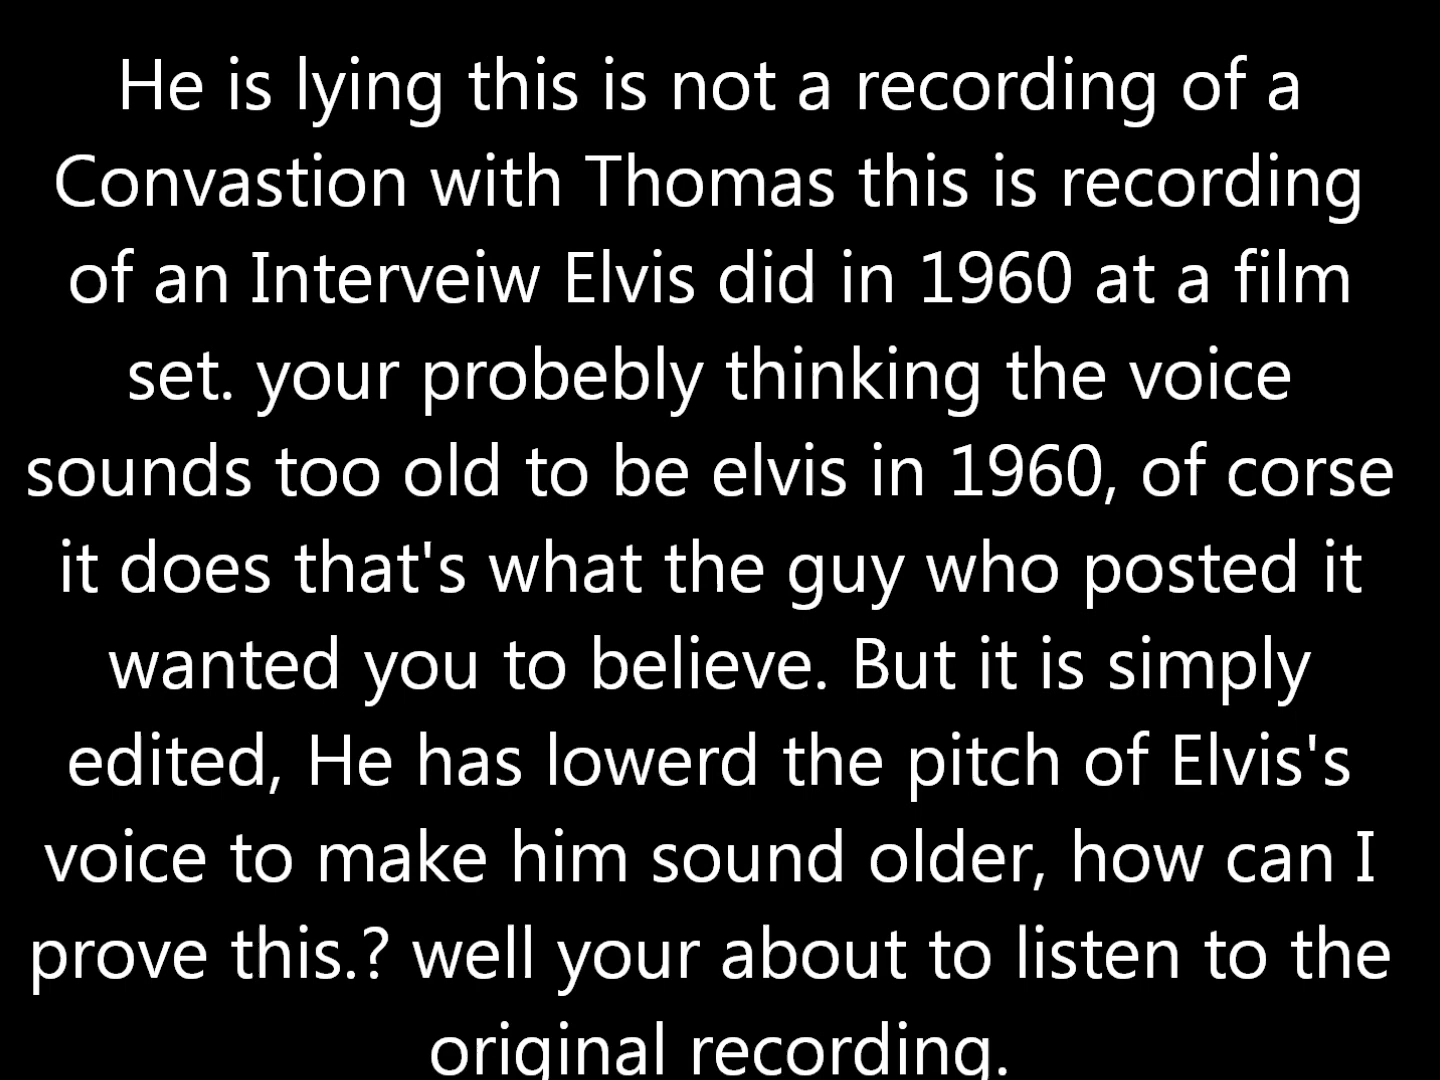 He is lying this is not a recording of a
Convastion with Thomas this is recording
of an Interveiw Elvis did in 1960 at a film
set. your probebly thinking the voice
sounds too old to be elvis in 1960, of corse
it does that's what the guy who posted it
wanted you to believe. But it is simply
edited, He has lowerd the pitch of Elvis's
voice to make him sound older, how can I
prove this.? well your about to listen to the
original recording.